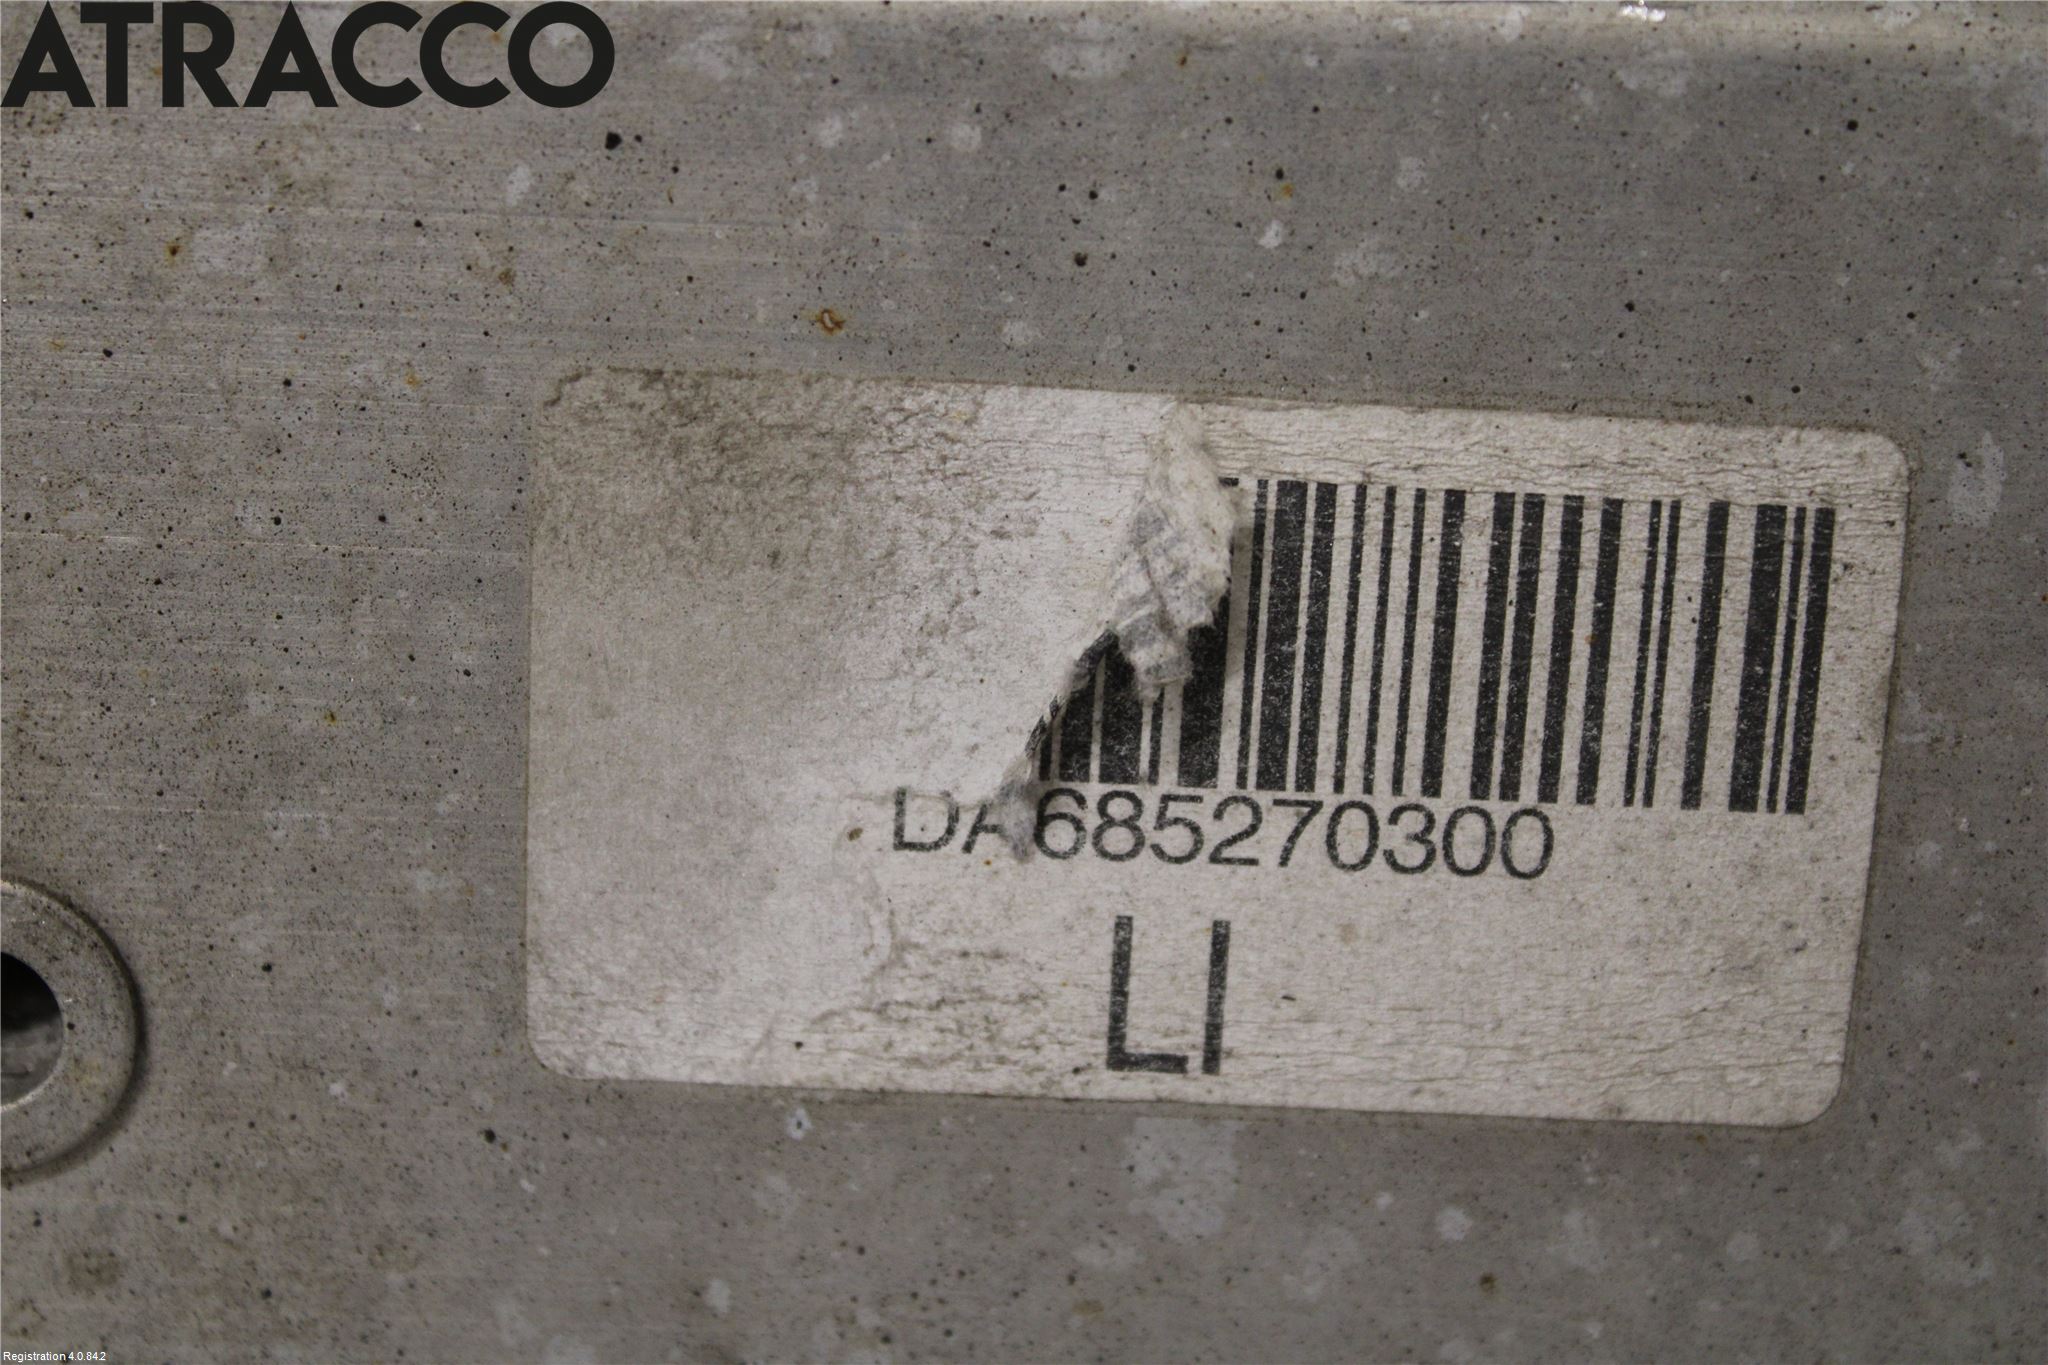 ATRACCO
DA685270300
LI
Registration 4.0.84.2